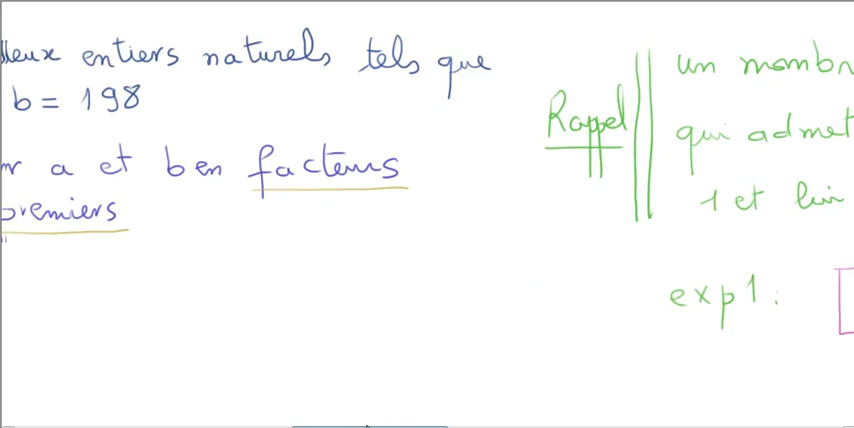 deux entiers naturels tels que
b = 198
a et b en facteurs
premiers
Rappel
un nombr
qui admet
1 et lui
exp1: